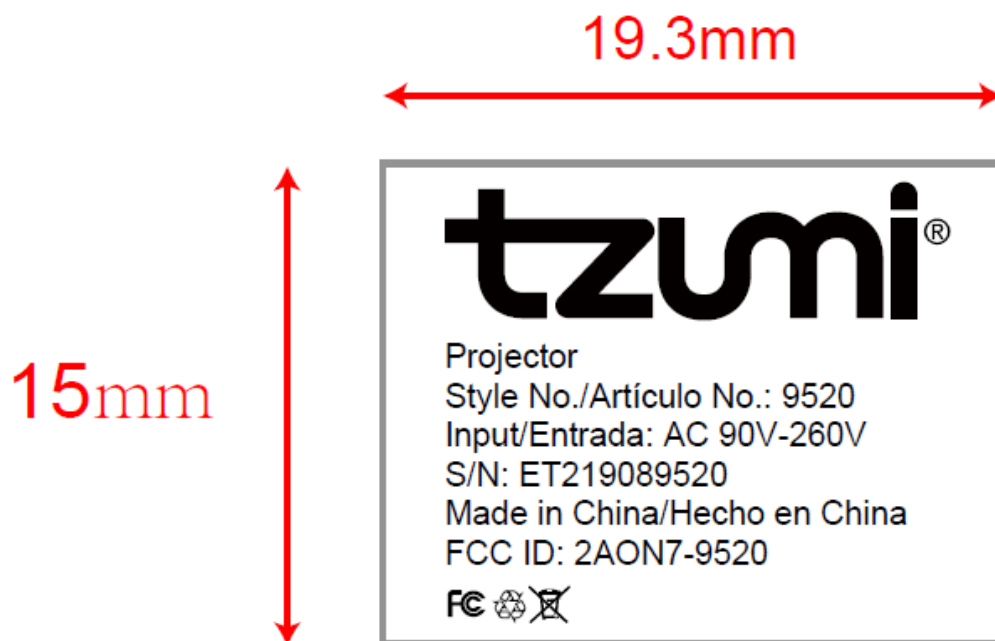 19.3mm
15mm
tzumi®
Projector
Style No./Artículo No.: 9520
Input/Entrada: AC 90V-260V
S/N: ET219089520
Made in China/Hecho en China
FCC ID: 2AON7-9520
FC